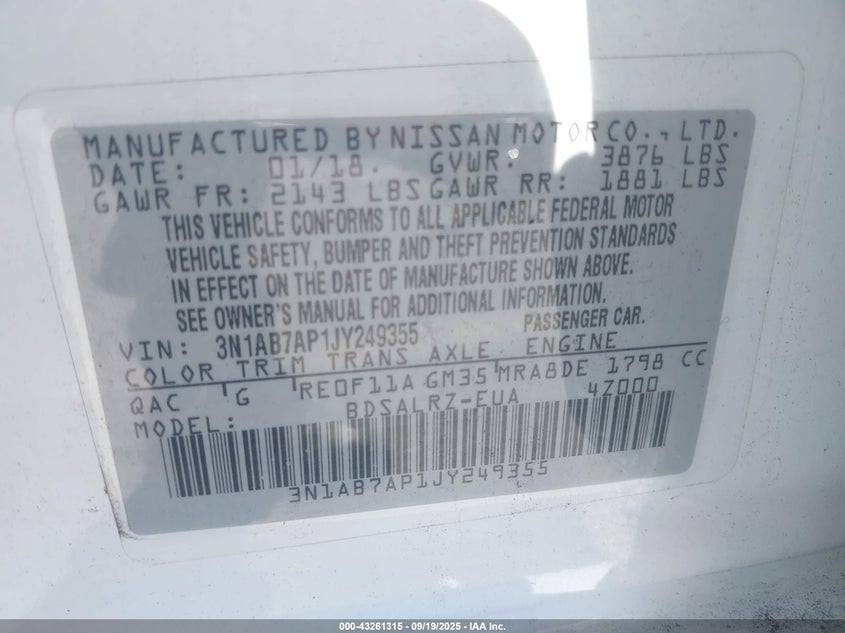 MANUFACTURED BY NISSAN MOTOR CO., LTD.
DATE: 01/18. GVWR: 3876 LBS
GAWR FR: 2143 LBS GAWR RR: 1881 LBS
THIS VEHICLE CONFORMS TO ALL APPLICABLE FEDERAL MOTOR
VEHICLE SAFETY, BUMPER AND THEFT PREVENTION STANDARDS
IN EFFECT ON THE DATE OF MANUFACTURE SHOWN ABOVE.
SEE OWNER'S MANUAL FOR ADDITIONAL INFORMATION.
VIN: 3N1AB7AP1JY249355 PASSENGER CAR.
COLOR TRIM TRANS AXLE ENGINE
QAC G RE0F11A GM35 MRA8DE 1798 CC
MODEL: BDSALRZ-EUA 4Z000
3N1AB7AP1JY249355
000-43261315 - 09/19/2025 - IAA Inc.